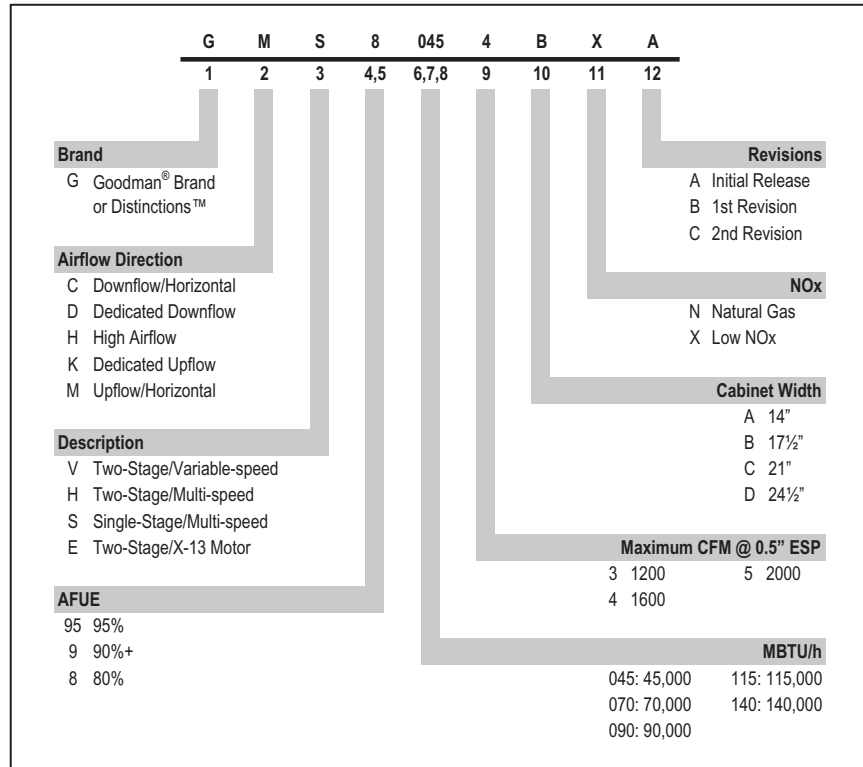 G M S 8 045 4 B X A
1 2 3 4,5 6,7,8 9 10 11 12
Brand
G Goodman® Brand
or Distinctions™
Airflow Direction
C Downflow/Horizontal
D Dedicated Downflow
H High Airflow
K Dedicated Upflow
M Upflow/Horizontal
Description
V Two-Stage/Variable-speed
H Two-Stage/Multi-speed
S Single-Stage/Multi-speed
E Two-Stage/X-13 Motor
AFUE
95 95%
9 90%+
8 80%
Revisions
A Initial Release
B 1st Revision
C 2nd Revision
NOx
N Natural Gas
X Low NOx
Cabinet Width
A 14”
B 17½”
C 21”
D 24½”
Maximum CFM @ 0.5” ESP
3 1200 5 2000
4 1600
MBTU/h
045: 45,000 115: 115,000
070: 70,000 140: 140,000
090: 90,000